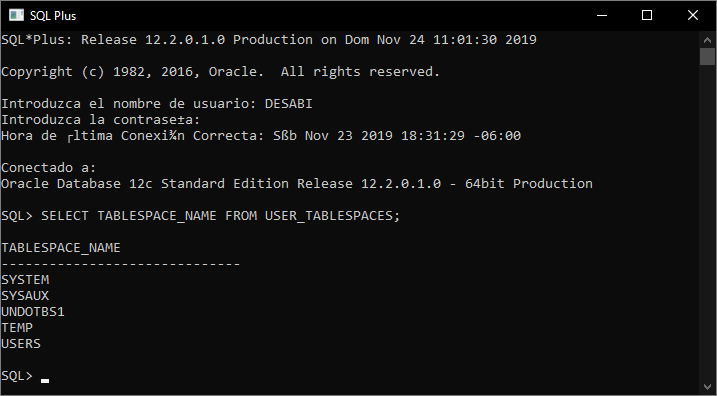 SQL Plus
SQL*Plus: Release 12.2.0.1.0 Production on Dom Nov 24 11:01:30 2019
Copyright (c) 1982, 2016, Oracle.  All rights reserved.
Introduzca el nombre de usuario: DESABI
Introduzca la contrase±a:
Hora de ┌ltima Conexi¾n Correcta: Sßb Nov 23 2019 18:31:29 -06:00
Conectado a:
Oracle Database 12c Standard Edition Release 12.2.0.1.0 - 64bit Production
SQL> SELECT TABLESPACE_NAME FROM USER_TABLESPACES;
TABLESPACE_NAME
------------------------------
SYSTEM
SYSAUX
UNDOTBS1
TEMP
USERS
SQL>